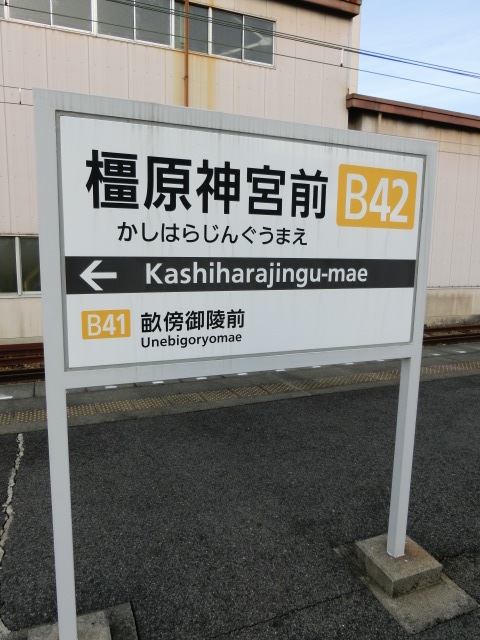 橿原神宮前 B42
かしはらじんぐうまえ
← Kashiharajingu-mae
B41 畝傍御陵前
Unebigoryomae